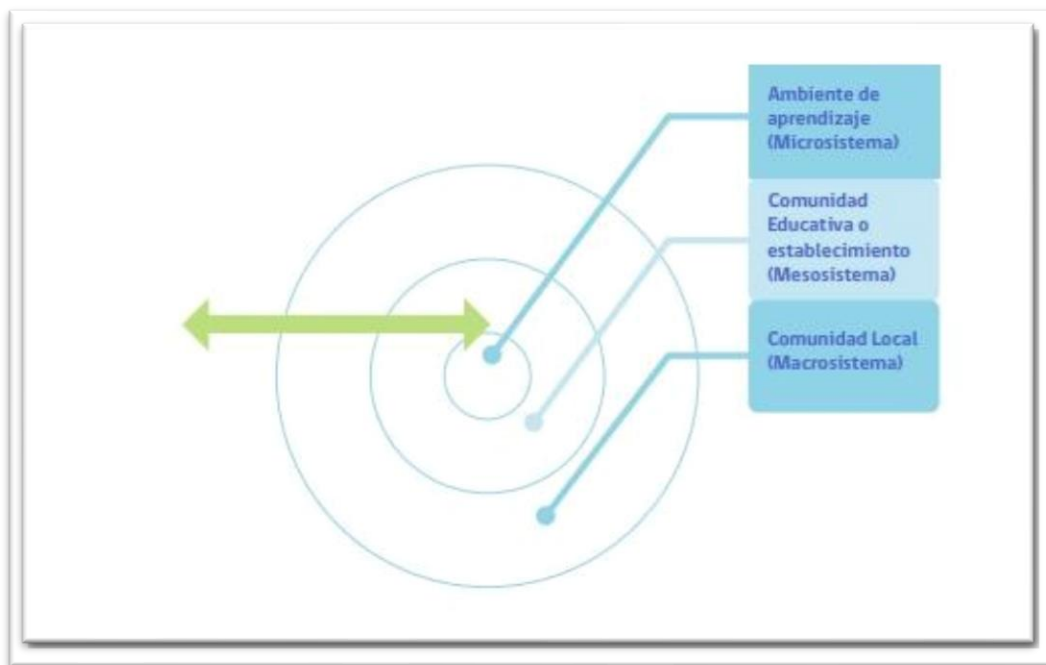 Ambiente de
aprendizaje
(Microsistema)
Comunidad
Educativa o
establecimiento
(Mesosistema)
Comunidad Local
(Macrosistema)